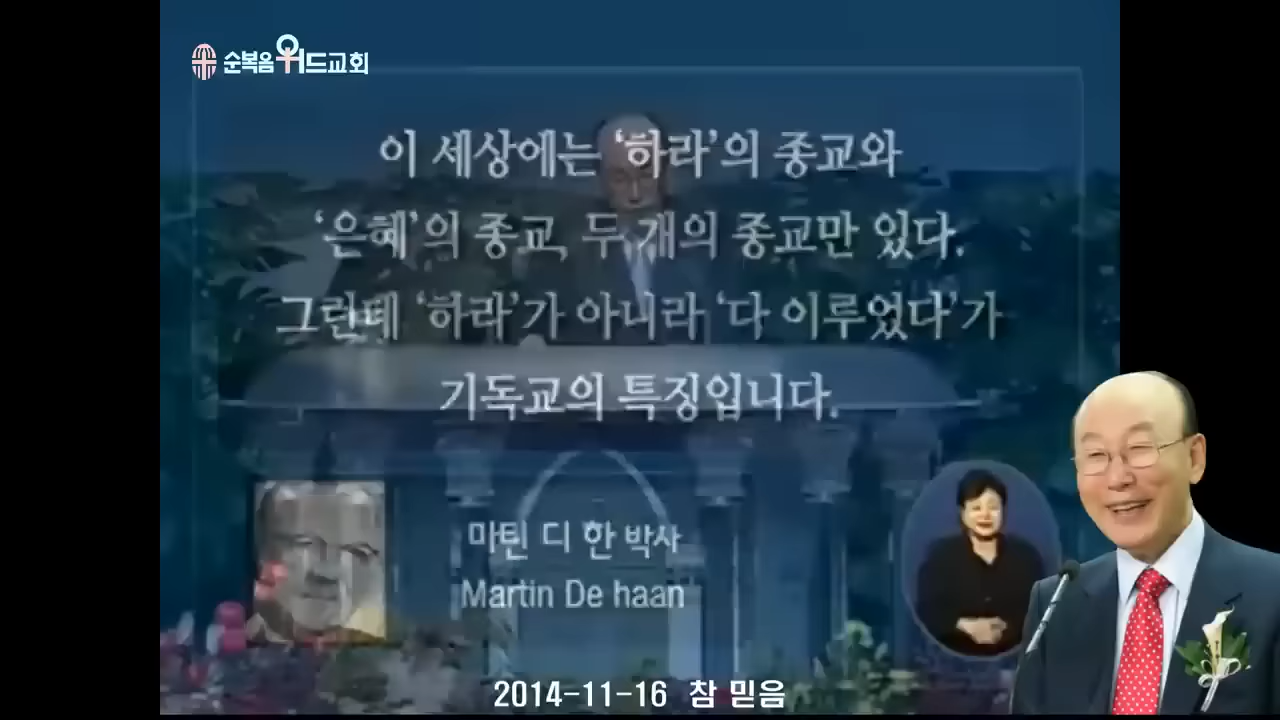 순복음워드교회
이 세상에는 ‘하라’의 종교와
‘은혜’의 종교, 두 개의 종교만 있다.
그런데 ‘하라’가 아니라 ‘다 이루었다’가
기독교의 특징입니다.
마틴 디 한 박사
Martin De haan
2014-11-16 참 믿음